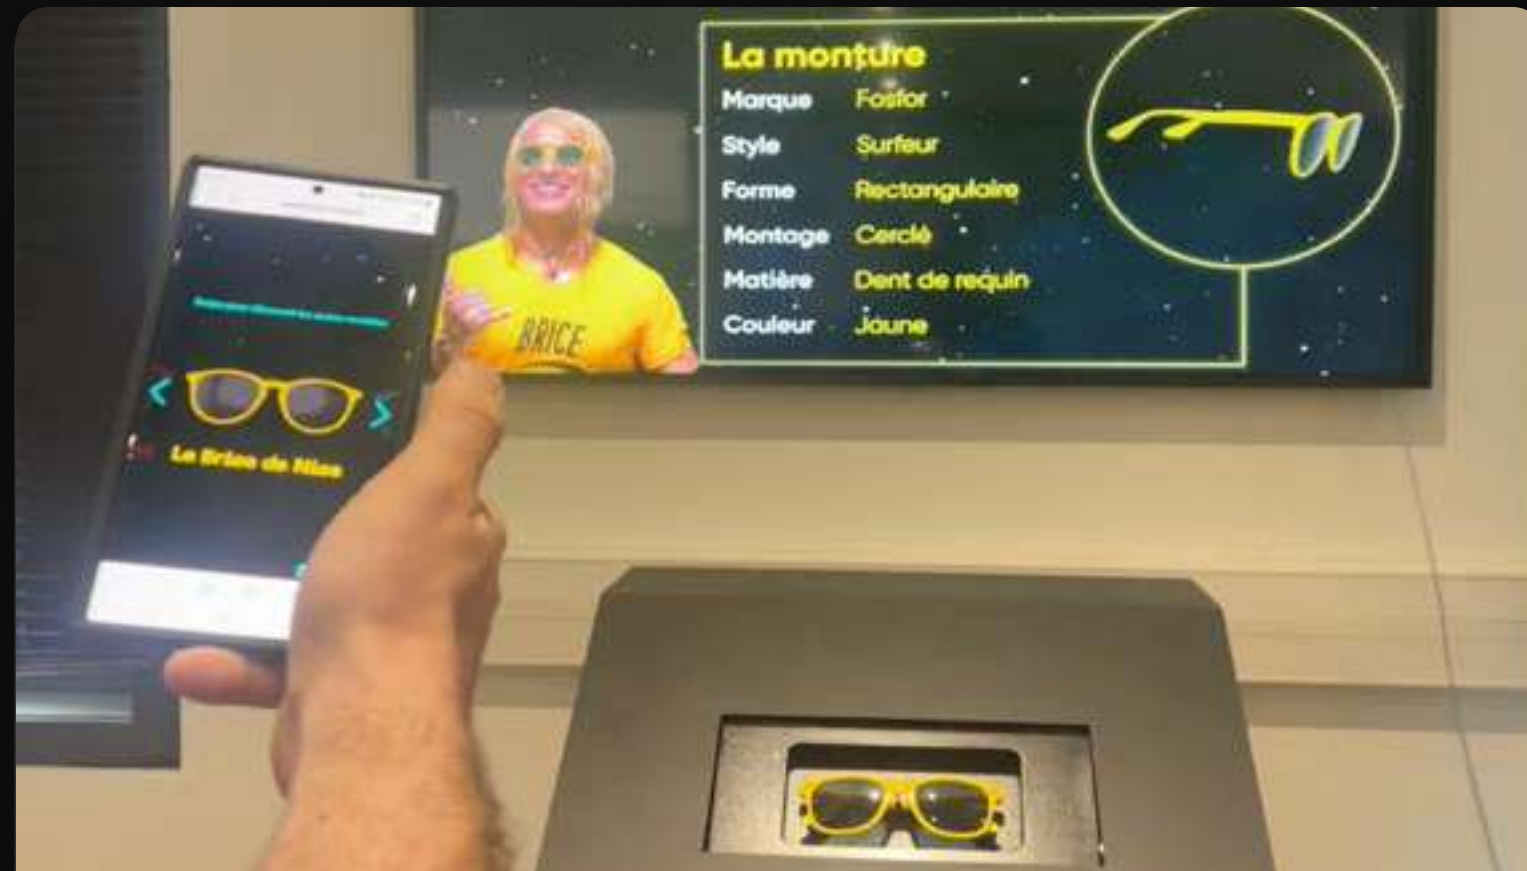 La monture
Marque Fosfor
Style Surfeur
Forme Rectangulaire
Montage Cerclé
Matière Dent de requin
Couleur Jaune
BRICE
Le Brice de Nice